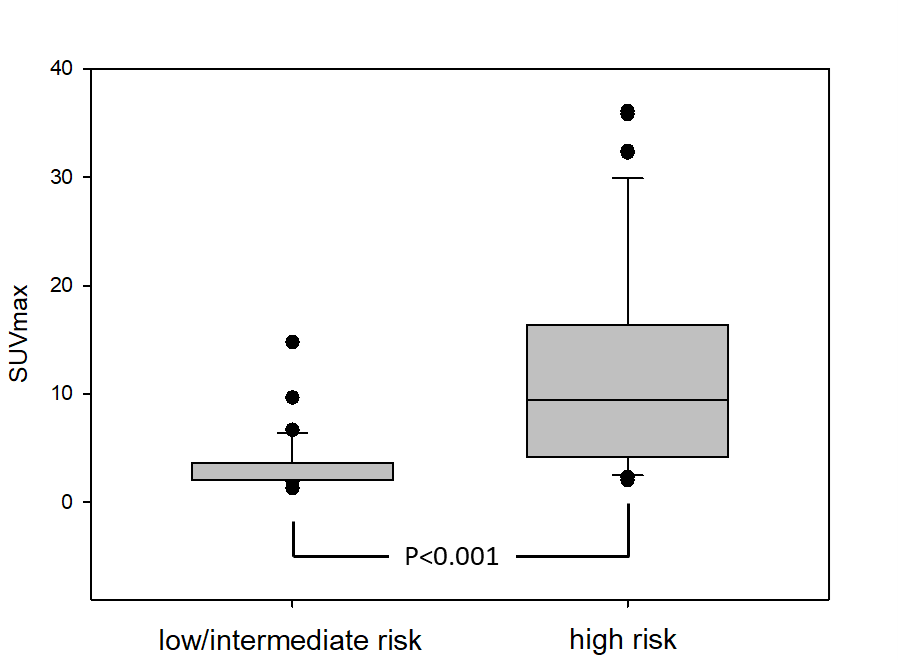 40
30
20
10
0
SUVmax
P<0.001
low/intermediate risk
high risk